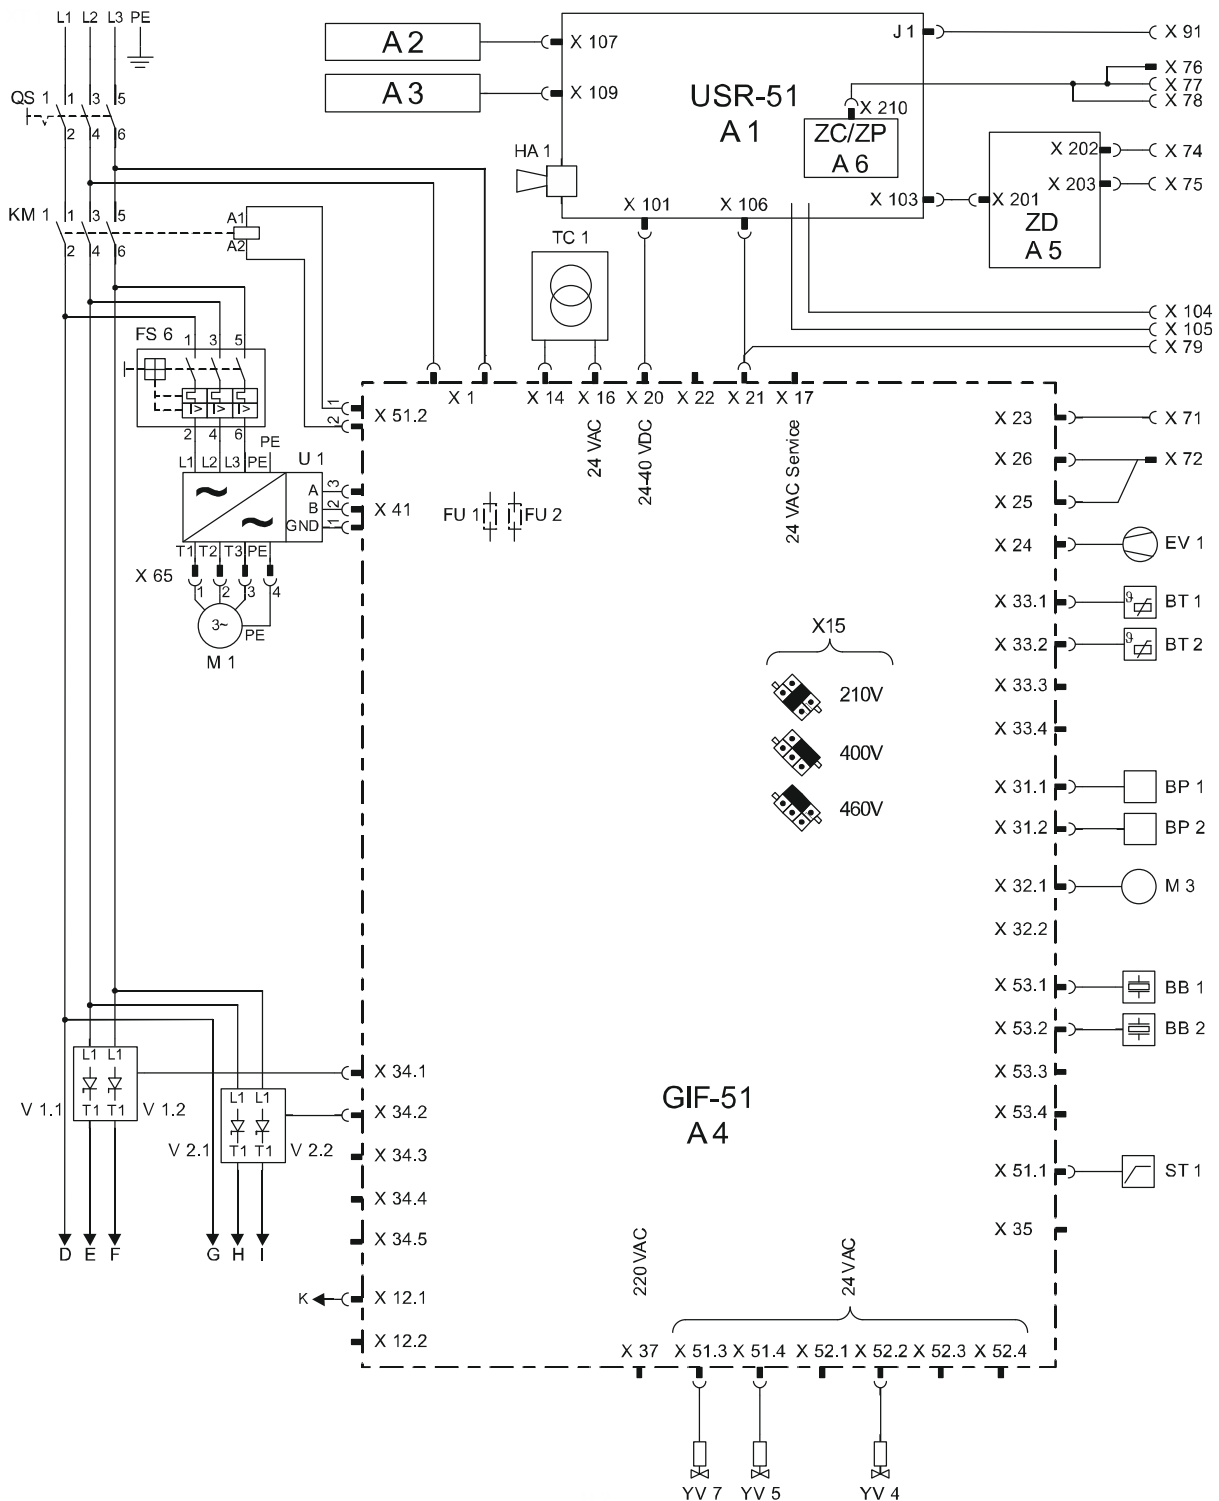 L1 L2 L3 PE
A 2
X 107
J 1
X 91
X 76
X 77
X 78
QS 1
1 3 5
2 4 6
A 3
X 109
USR-51
A 1
X 210
ZC/ZP
A 6
X 202
X 74
X 203
X 75
HA 1
X 101
X 106
X 103
X 201
ZD
A 5
KM 1
1 3 5
2 4 6
A1
A2
TC 1
X 104
X 105
X 79
FS 6
1 3 5
2 4 6
X 1
X 14
X 16
X 20
X 22
X 21
X 17
24 VAC
24-40 VDC
24 VAC Service
1
2
X 51.2
X 23
X 71
X 26
X 72
X 25
PE
L1 L2 L3 PE
U 1
~
~
A
B
GND
3
2
1
X 41
FU 1
FU 2
T1 T2 T3 PE
X 65
1 2 3 4
3~
PE
M 1
X 24
EV 1
X 33.1
ϑ
BT 1
X 33.2
ϑ
BT 2
X 33.3
X 33.4
X15
210V
400V
460V
X 31.1
BP 1
X 31.2
BP 2
X 32.1
M 3
X 32.2
X 53.1
BB 1
X 53.2
BB 2
X 53.3
X 53.4
X 51.1
ST 1
X 35
L1 L1
T1 T1
V 1.1
V 1.2
L1 L1
T1 T1
V 2.1
V 2.2
X 34.1
X 34.2
X 34.3
X 34.4
X 34.5
GIF-51
A 4
D E F
G H I
K
X 12.1
X 12.2
220 VAC
24 VAC
X 37
X 51.3
X 51.4
X 52.1
X 52.2
X 52.3
X 52.4
YV 7
YV 5
YV 4
I>
I>
I>